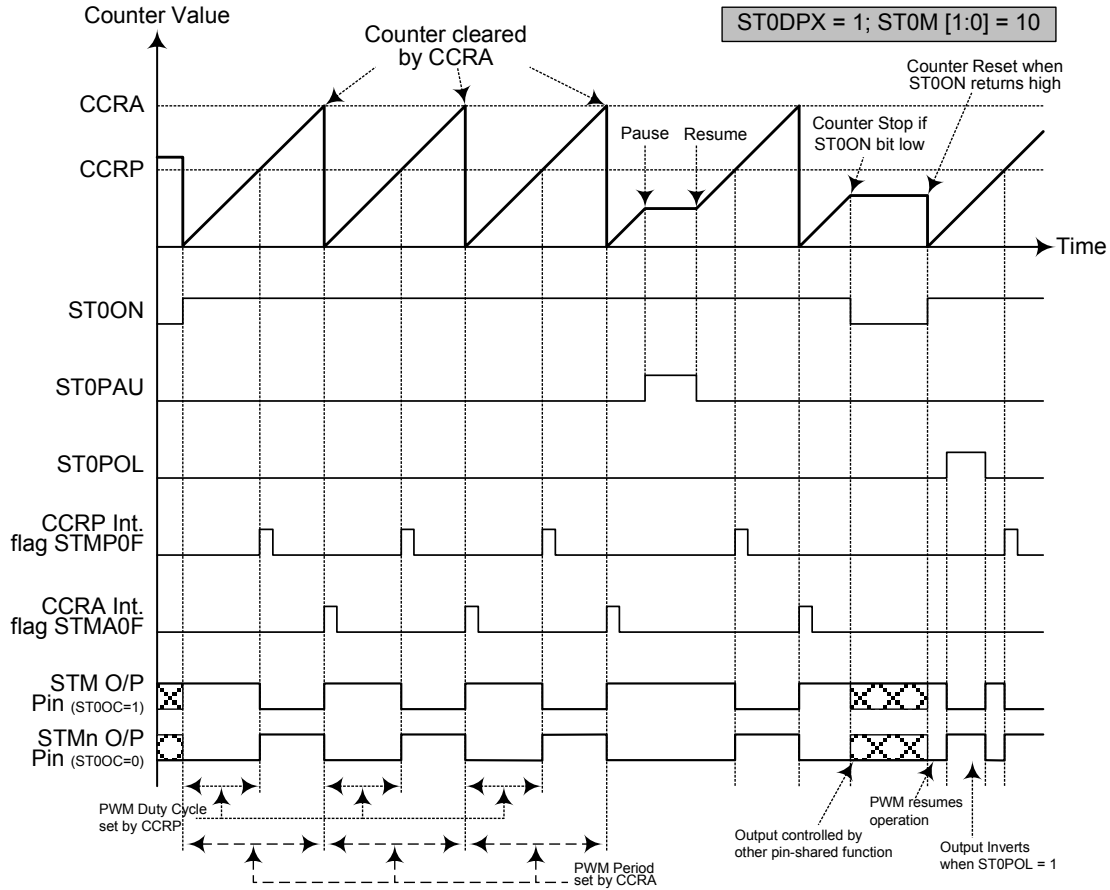 Counter Value
ST0DPX = 1; ST0M [1:0] = 10
Counter cleared
by CCRA
Counter Reset when
ST0ON returns high
CCRA
Pause
Resume
Counter Stop if
ST0ON bit low
CCRP
Time
ST0ON
ST0PAU
ST0POL
CCRP Int.
flag STMP0F
CCRA Int.
flag STMA0F
STM O/P
Pin (ST0OC=1)
STMn O/P
Pin (ST0OC=0)
PWM Duty Cycle
set by CCRP
PWM resumes
operation
Output controlled by
other pin-shared function
Output Inverts
when ST0POL = 1
PWM Period
set by CCRA